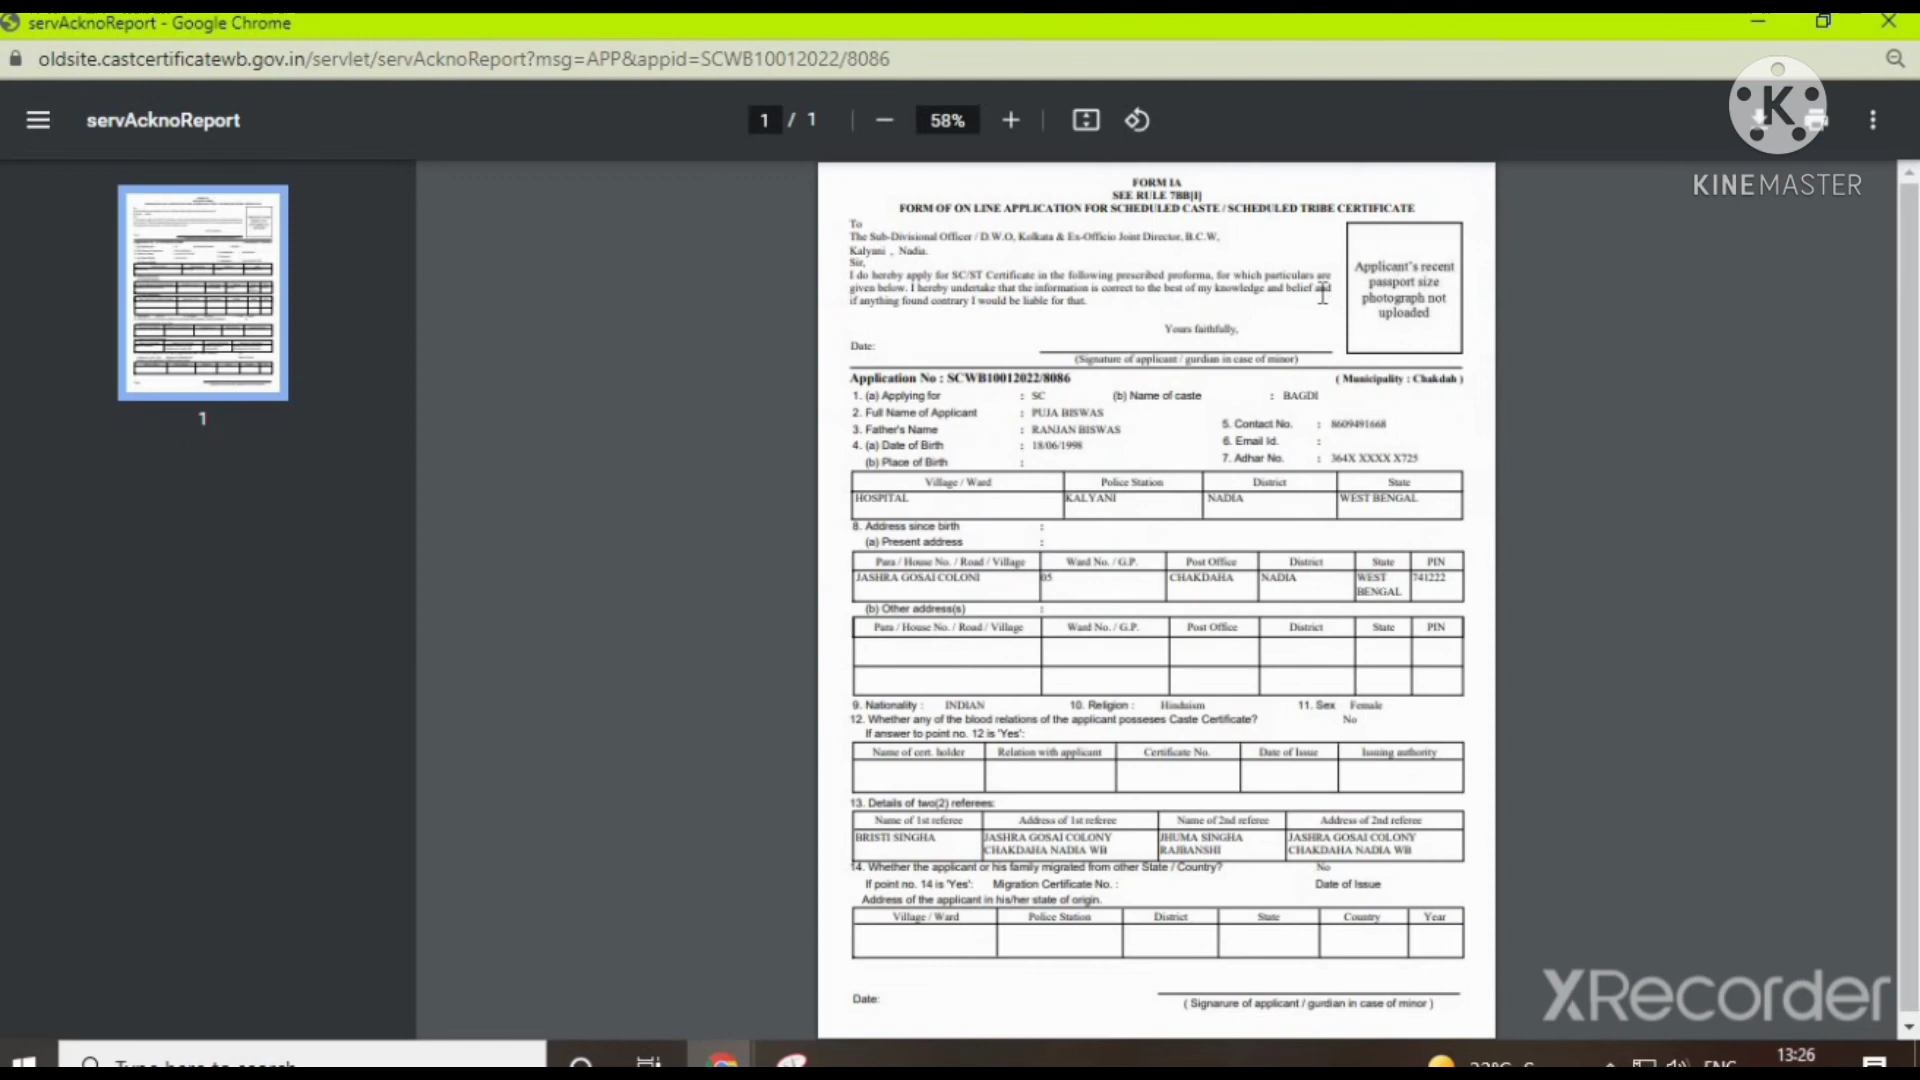 servAcknoReport - Google Chrome
oldsite.castcertificatewb.gov.in/servlet/servAcknoReport?msg=APP&appid=SCWB10012022/8086
servAcknoReport
1 / 1
58%
K
KINEMASTER
1
FORM IA
SEE RULE 7BB[I]
FORM OF ON LINE APPLICATION FOR SCHEDULED CASTE / SCHEDULED TRIBE CERTIFICATE
To
The Sub-Divisional Officer / D.W.O, Kolkata & Ex-Officio Joint Director, B.C.W,
Kalyani , Nadia.
Sir,
I do hereby apply for SC/ST Certificate in the following prescribed proforma, for which particulars are
given below. I hereby undertake that the information is correct to the best of my knowledge and belief and
if anything found contrary I would be liable for that.
Applicant's recent
passport size
photograph not
uploaded
Yours faithfully,
Date:
(Signature of applicant / gurdian in case of minor)
Application No : SCWB10012022/8086 ( Municipality : Chakdah )
1. (a) Applying for : SC (b) Name of caste : BAGDI
2. Full Name of Applicant : PUJA BISWAS
3. Father's Name : RANJAN BISWAS
4. (a) Date of Birth : 18/06/1998
(b) Place of Birth :
5. Contact No. : 8609491668
6. Email Id. :
7. Adhar No. : 364X XXXX X725
Village / Ward Police Station District State
HOSPITAL KALYANI NADIA WEST BENGAL
8. Address since birth :
(a) Present address :
Para / House No. / Road / Village Ward No. / G.P. Post Office District State PIN
JASHRA GOSAI COLONI 05 CHAKDAHA NADIA WEST BENGAL 741222
(b) Other address(s) :
Para / House No. / Road / Village Ward No. / G.P. Post Office District State PIN
9. Nationality : INDIAN 10. Religion : Hinduism 11. Sex Female
12. Whether any of the blood relations of the applicant posseses Caste Certificate? No
If answer to point no. 12 is 'Yes':
Name of cert. holder Relation with applicant Certificate No. Date of Issue Issuing authority
13. Details of two(2) referees:
Name of 1st referee Address of 1st referee Name of 2nd referee Address of 2nd referee
BRISTI SINGHA JASHRA GOSAI COLONY JHUMA SINGHA JASHRA GOSAI COLONY
CHAKDAHA NADIA WB RAJBANSHI CHAKDAHA NADIA WB
14. Whether the applicant or his family migrated from other State / Country? No
If point no. 14 is 'Yes': Migration Certificate No. : Date of Issue
Address of the applicant in his/her state of origin.
Village / Ward Police Station District State Country Year
Date:
( Signarure of applicant / gurdian in case of minor )
XRecorder
Type here to search
13:26
ENG